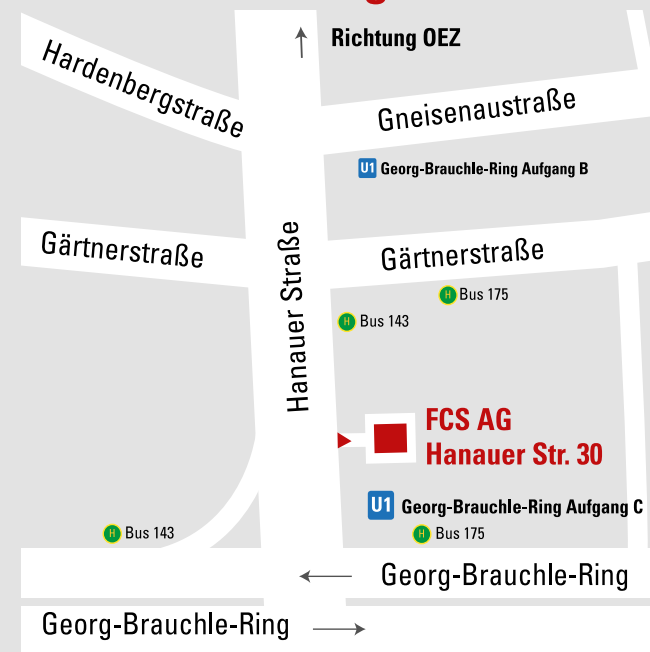 Richtung OEZ
Hardenbergstraße
Gneisenaustraße
U1 Georg-Brauchle-Ring Aufgang B
Gärtnerstraße
Gärtnerstraße
Hanauer Straße
H Bus 175
H Bus 143
FCS AG
Hanauer Str. 30
U1 Georg-Brauchle-Ring Aufgang C
H Bus 143
H Bus 175
Georg-Brauchle-Ring
Georg-Brauchle-Ring